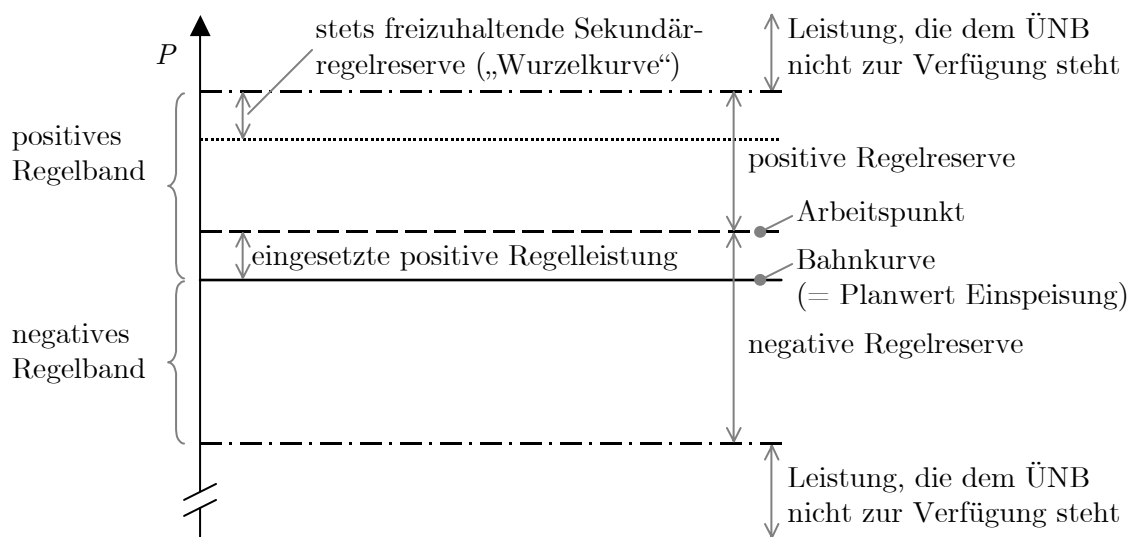 P
stets freizuhaltende Sekundär-
regelreserve („Wurzelkurve“)
Leistung, die dem ÜNB
nicht zur Verfügung steht
positives
Regelband
positive Regelreserve
Arbeitspunkt
eingesetzte positive Regelleistung
Bahnkurve
(= Planwert Einspeisung)
negatives
Regelband
negative Regelreserve
Leistung, die dem ÜNB
nicht zur Verfügung steht